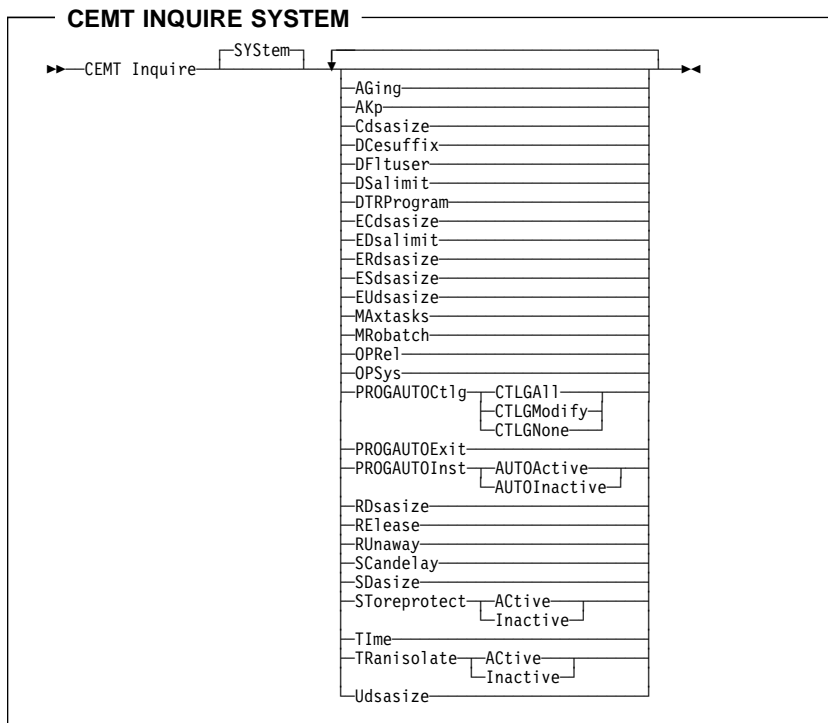 CEMT INQUIRE SYSTEM
SYStem
CEMT Inquire
AGing
AKp
Cdsasize
DCesuffix
DFltuser
DSalimit
DTRProgram
ECdsasize
EDsalimit
ERdsasize
ESdsasize
EUdsasize
MAxtasks
MRobatch
OPRel
OPSys
PROGAUTOCtlg CTLGAll
CTLGModify
CTLGNone
PROGAUTOExit
PROGAUTOInst AUTOActive
AUTOInactive
RDsasize
RElease
RUnaway
SCandelay
SDasize
SToreprotect ACtive
Inactive
TIme
TRanisolate ACtive
Inactive
Udsasize